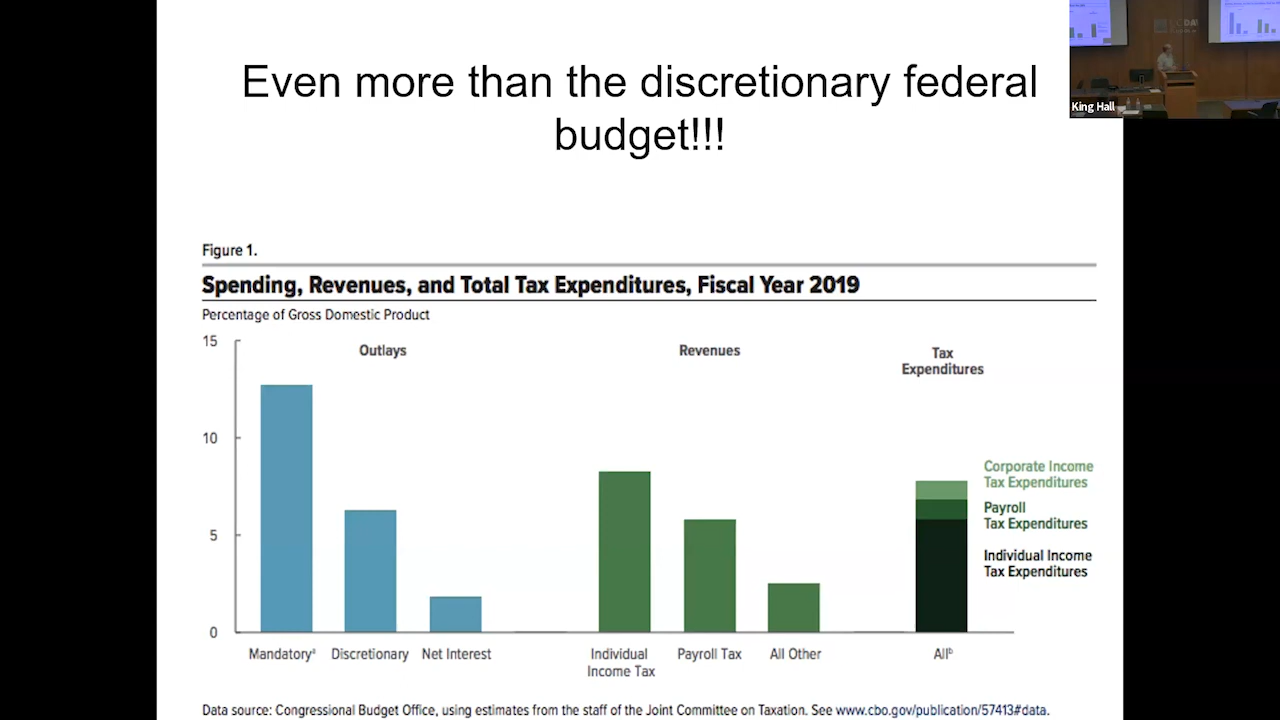 Even more than the discretionary federal
budget!!!
King Hall
Figure 1.
Spending, Revenues, and Total Tax Expenditures, Fiscal Year 2019
Percentage of Gross Domestic Product
15
10
5
0
Outlays
Revenues
Tax
Expenditures
Corporate Income
Tax Expenditures
Payroll
Tax Expenditures
Individual Income
Tax Expenditures
Mandatoryᵃ
Discretionary
Net Interest
Individual
Income Tax
Payroll Tax
All Other
Allᵇ
Data source: Congressional Budget Office, using estimates from the staff of the Joint Committee on Taxation. See www.cbo.gov/publication/57413#data.